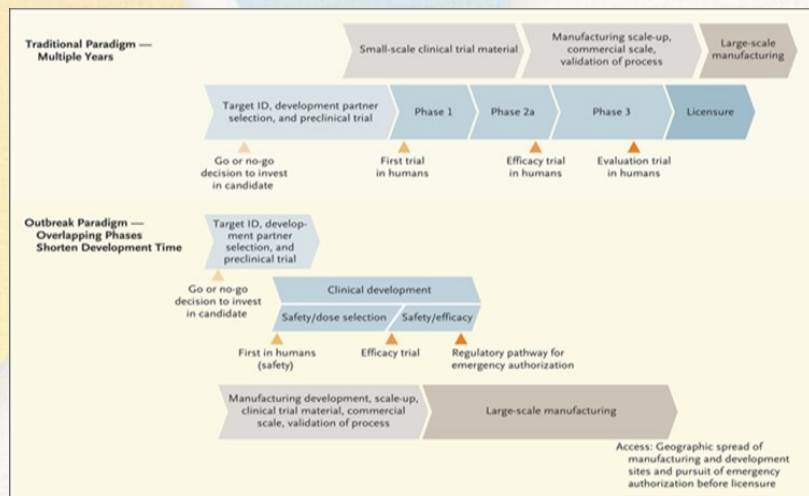 Traditional Paradigm —
Multiple Years
Small-scale clinical trial material
Manufacturing scale-up,
commercial scale,
validation of process
Large-scale
manufacturing
Target ID, development partner
selection, and preclinical trial
Phase 1
Phase 2a
Phase 3
Licensure
Go or no-go
decision to invest
in candidate
First trial
in humans
Efficacy trial
in humans
Evaluation trial
in humans
Outbreak Paradigm —
Overlapping Phases
Shorten Development Time
Target ID, develop-
ment partner
selection, and
preclinical trial
Go or no-go
decision to invest
in candidate
Clinical development
Safety/dose selection
Safety/efficacy
First in humans
(safety)
Efficacy trial
Regulatory pathway for
emergency authorization
Manufacturing development, scale-up,
clinical trial material, commercial
scale, validation of process
Large-scale manufacturing
Access: Geographic spread of
manufacturing and development
sites and pursuit of emergency
authorization before licensure